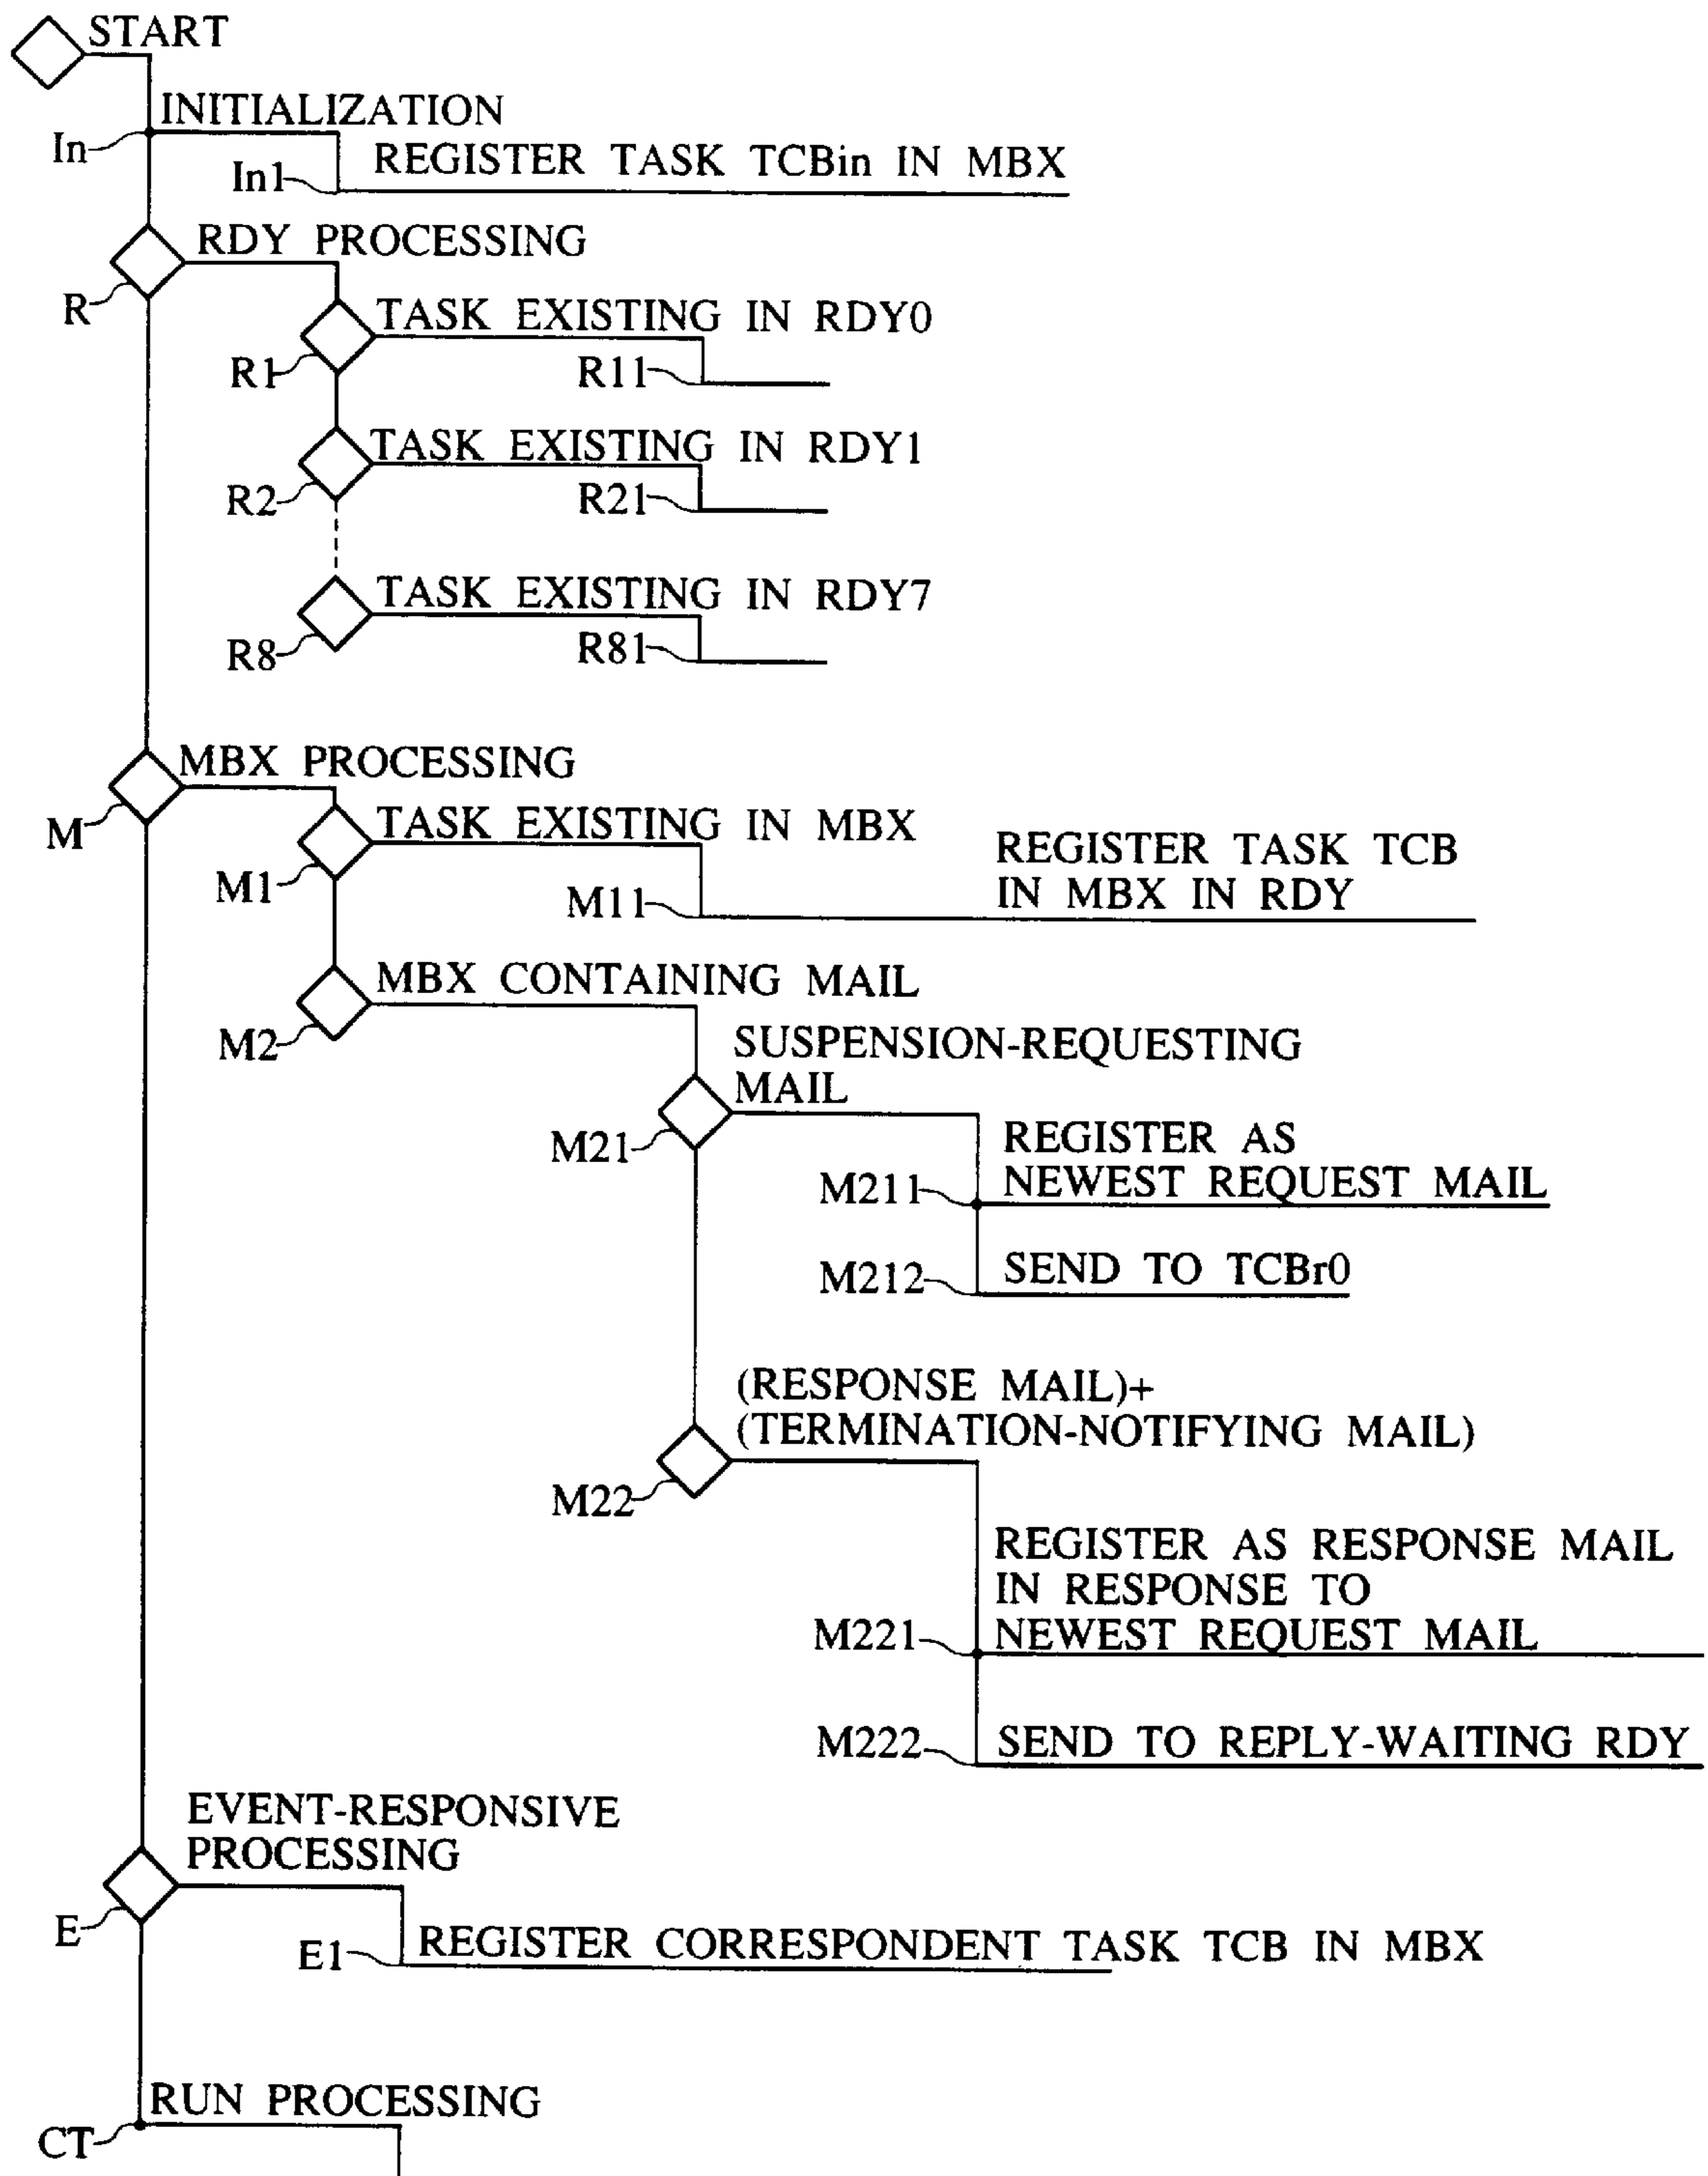 START
INITIALIZATION
In
REGISTER TASK TCBin IN MBX
In1
RDY PROCESSING
R
TASK EXISTING IN RDY0
R1
R11
TASK EXISTING IN RDY1
R2
R21
TASK EXISTING IN RDY7
R8
R81
MBX PROCESSING
M
TASK EXISTING IN MBX
M1
REGISTER TASK TCB
IN MBX IN RDY
M11
MBX CONTAINING MAIL
M2
SUSPENSION-REQUESTING
MAIL
M21
REGISTER AS
NEWEST REQUEST MAIL
M211
SEND TO TCBr0
M212
(RESPONSE MAIL)+
(TERMINATION-NOTIFYING MAIL)
M22
REGISTER AS RESPONSE MAIL
IN RESPONSE TO
NEWEST REQUEST MAIL
M221
SEND TO REPLY-WAITING RDY
M222
EVENT-RESPONSIVE
PROCESSING
E
REGISTER CORRESPONDENT TASK TCB IN MBX
E1
RUN PROCESSING
CT